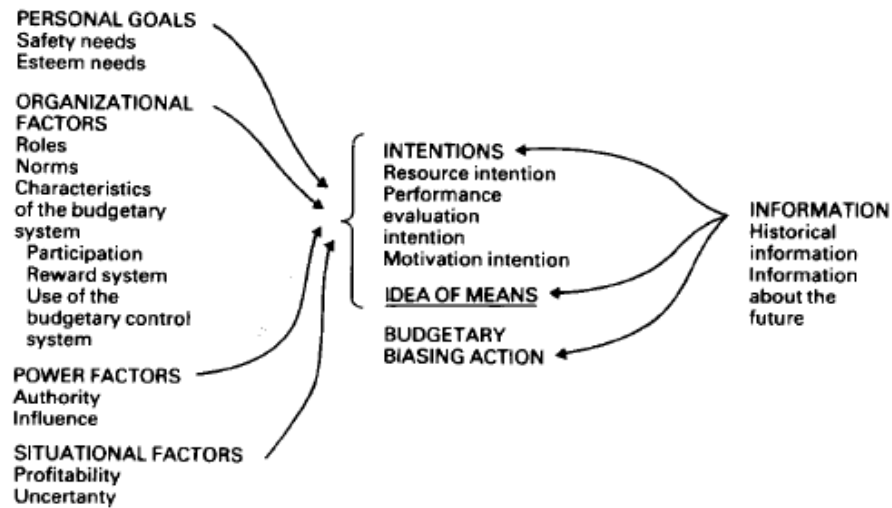 PERSONAL GOALS
Safety needs
Esteem needs
ORGANIZATIONAL
FACTORS
Roles
Norms
Characteristics
of the budgetary
system
Participation
Reward system
Use of the
budgetary control
system
POWER FACTORS
Authority
Influence
SITUATIONAL FACTORS
Profitability
Uncertanty
INTENTIONS
Resource intention
Performance
evaluation
intention
Motivation intention
IDEA OF MEANS
BUDGETARY
BIASING ACTION
INFORMATION
Historical
information
Information
about the
future